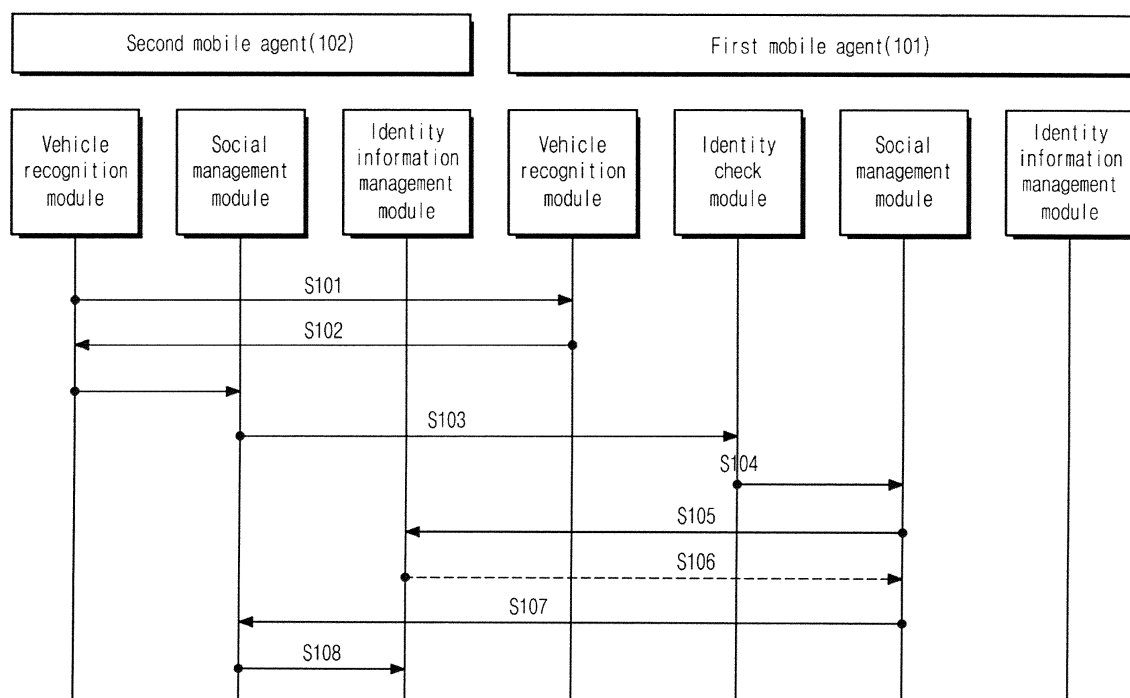 Second mobile agent(102)
First mobile agent(101)
Vehicle
recognition
module
Social
management
module
Identity
information
management
module
Vehicle
recognition
module
Identity
check
module
Social
management
module
Identity
information
management
module
S101
S102
S103
S104
S105
S106
S107
S108